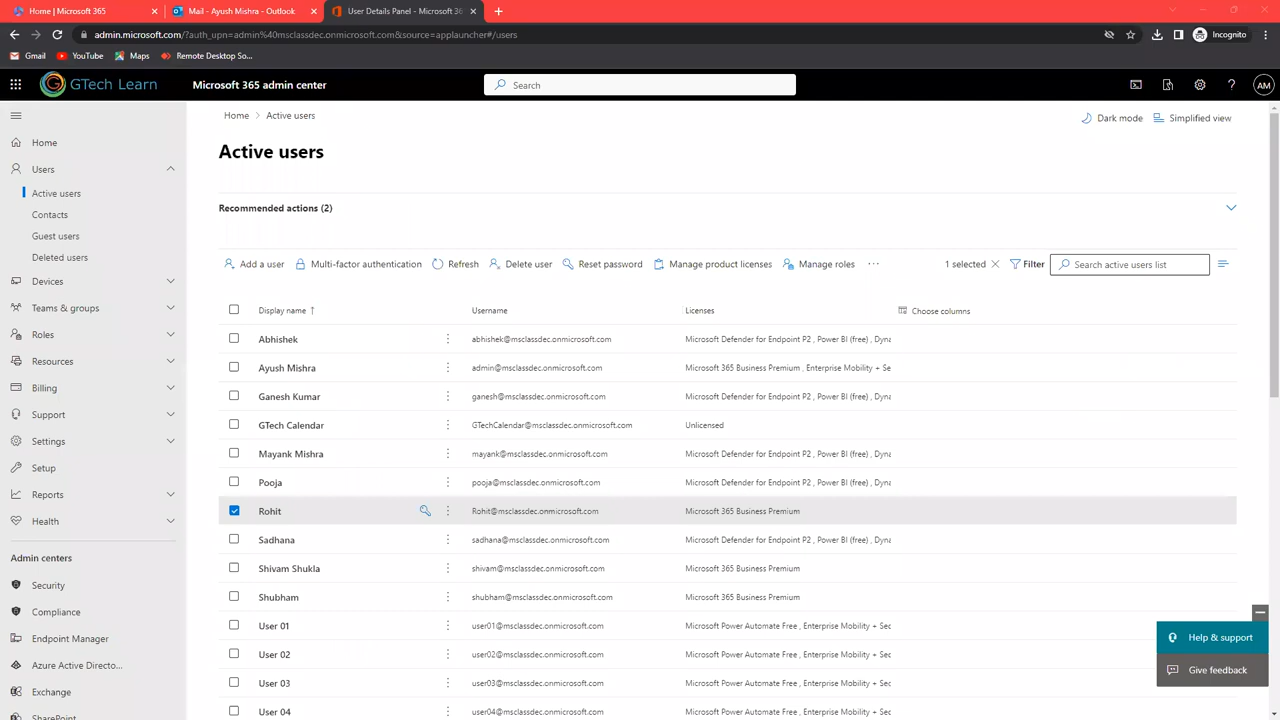 Home | Microsoft 365
Mail - Ayush Mishra - Outlook
User Details Panel - Microsoft 36
admin.microsoft.com/?auth_upn=admin%40msclassdec.onmicrosoft.com&source=applauncher#/users
Incognito
Gmail
YouTube
Maps
Remote Desktop So...
GTech Learn
Microsoft 365 admin center
Search
AM
Home > Active users
Dark mode
Simplified view
Home
Users
Active users
Contacts
Guest users
Deleted users
Devices
Teams & groups
Roles
Resources
Billing
Support
Settings
Setup
Reports
Health
Admin centers
Security
Compliance
Endpoint Manager
Azure Active Directo...
Exchange
SharePoint
Active users
Recommended actions (2)
Add a user
Multi-factor authentication
Refresh
Delete user
Reset password
Manage product licenses
Manage roles
1 selected
Filter
Search active users list
Display name ↑ Username Licenses Choose columns
Abhishek abhishek@msclassdec.onmicrosoft.com Microsoft Defender for Endpoint P2 , Power BI (free) , Dyna
Ayush Mishra admin@msclassdec.onmicrosoft.com Microsoft 365 Business Premium , Enterprise Mobility + Sec
Ganesh Kumar ganesh@msclassdec.onmicrosoft.com Microsoft Defender for Endpoint P2 , Power BI (free) , Dyna
GTech Calendar GTechCalendar@msclassdec.onmicrosoft.com Unlicensed
Mayank Mishra mayank@msclassdec.onmicrosoft.com Microsoft Defender for Endpoint P2 , Power BI (free) , Dyna
Pooja pooja@msclassdec.onmicrosoft.com Microsoft Defender for Endpoint P2 , Power BI (free) , Dyna
Rohit Rohit@msclassdec.onmicrosoft.com Microsoft 365 Business Premium
Sadhana sadhana@msclassdec.onmicrosoft.com Microsoft Defender for Endpoint P2 , Power BI (free) , Dyna
Shivam Shukla shivam@msclassdec.onmicrosoft.com Microsoft 365 Business Premium
Shubham shubham@msclassdec.onmicrosoft.com Microsoft 365 Business Premium
User 01 user01@msclassdec.onmicrosoft.com Microsoft Power Automate Free , Enterprise Mobility + Sec
User 02 user02@msclassdec.onmicrosoft.com Microsoft Power Automate Free , Enterprise Mobility + Sec
User 03 user03@msclassdec.onmicrosoft.com Microsoft Power Automate Free , Enterprise Mobility + Sec
User 04 user04@msclassdec.onmicrosoft.com Microsoft Power Automate Free , Enterprise Mobility + Sec
Help & support
Give feedback